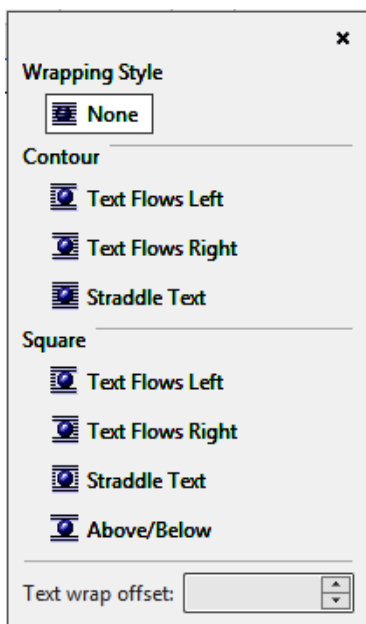 Wrapping Style
None
Contour
Text Flows Left
Text Flows Right
Straddle Text
Square
Text Flows Left
Text Flows Right
Straddle Text
Above/Below
Text wrap offset: